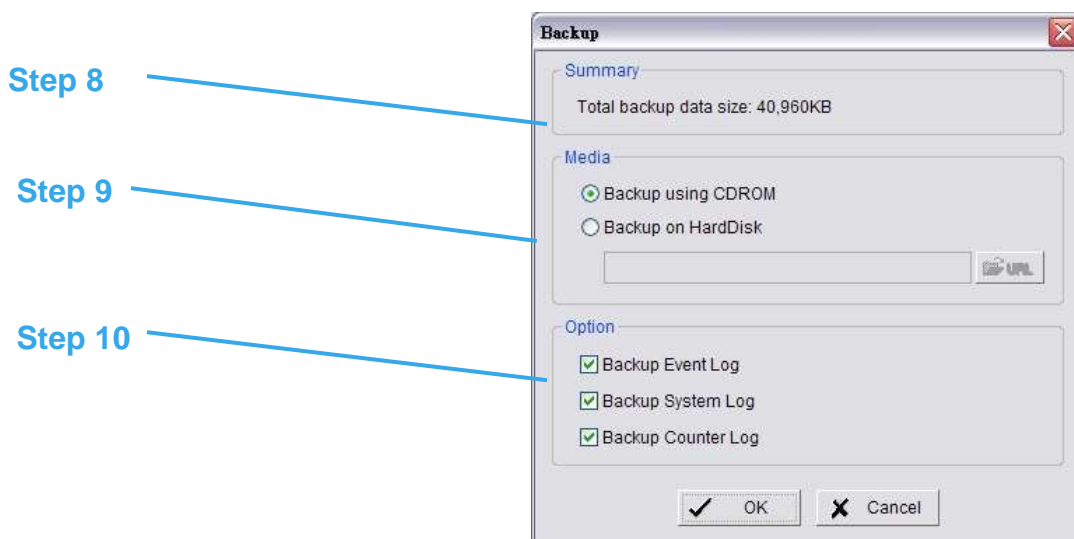 Backup
Step 8
Summary
Total backup data size: 40,960KB
Step 9
Media
Backup using CDROM
Backup on HardDisk
URL
Step 10
Option
Backup Event Log
Backup System Log
Backup Counter Log
OK
Cancel